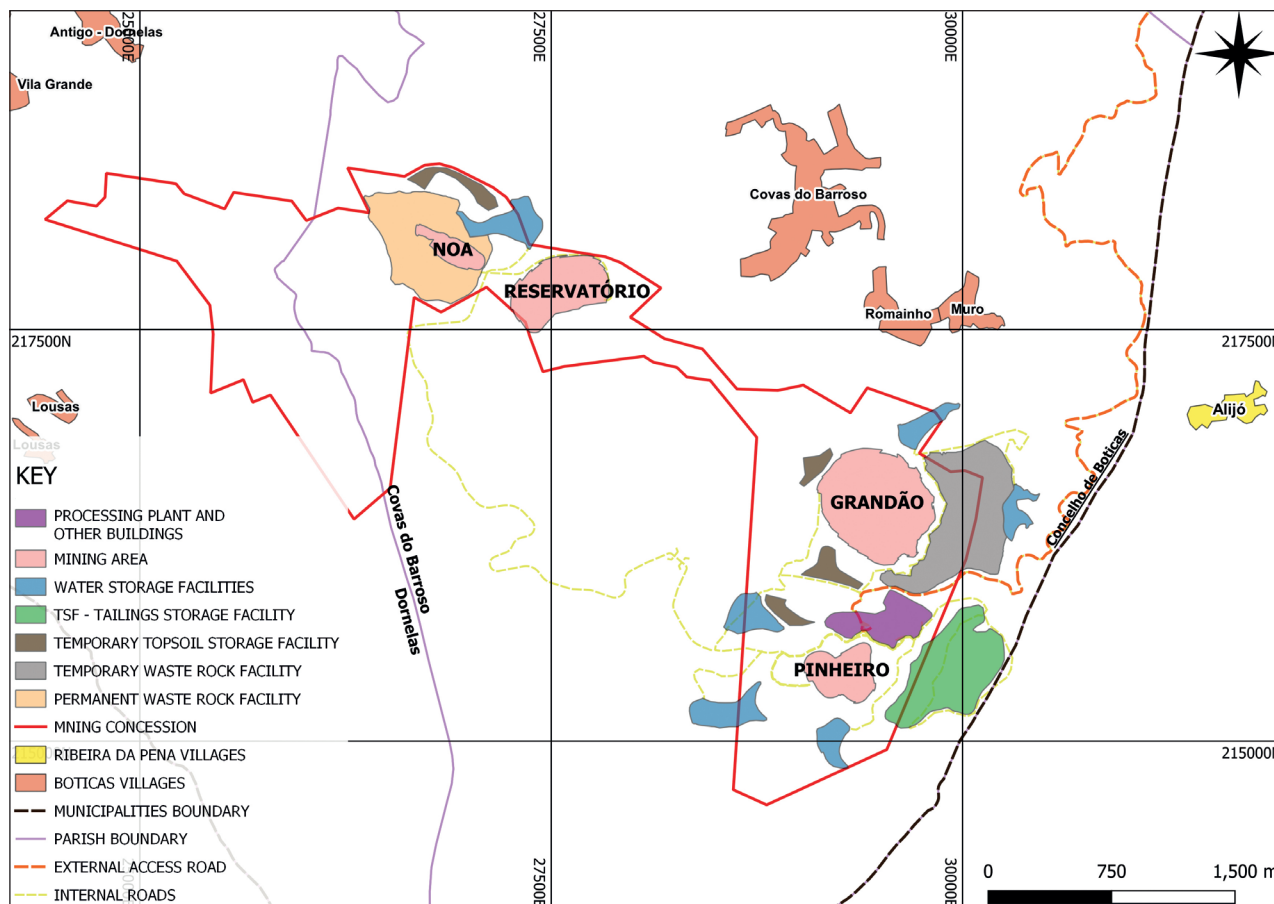 Antigo - Dornelas
Vila Grande
25000E
27500E
30000E
Covas do Barroso
NOA
RESERVATÓRIO
Romainho
Muro
217500N
217500N
Lousas
Lousas
Alijó
KEY
PROCESSING PLANT AND
OTHER BUILDINGS
MINING AREA
WATER STORAGE FACILITIES
TSF - TAILINGS STORAGE FACILITY
TEMPORARY TOPSOIL STORAGE FACILITY
TEMPORARY WASTE ROCK FACILITY
PERMANENT WASTE ROCK FACILITY
MNING CONCESSION
RIBEIRA DA PENA VILLAGES
BOTICAS VILLAGES
MUNICIPALITIES BOUNDARY
PARISH BOUNDARY
EXTERNAL ACCESS ROAD
INTERNAL ROADS
Covas do Barroso
Dornelas
GRANDÃO
Concelho de Boticas
PINHEIRO
215000N
215000N
25000E
27500E
30000E
0 750 1,500 m